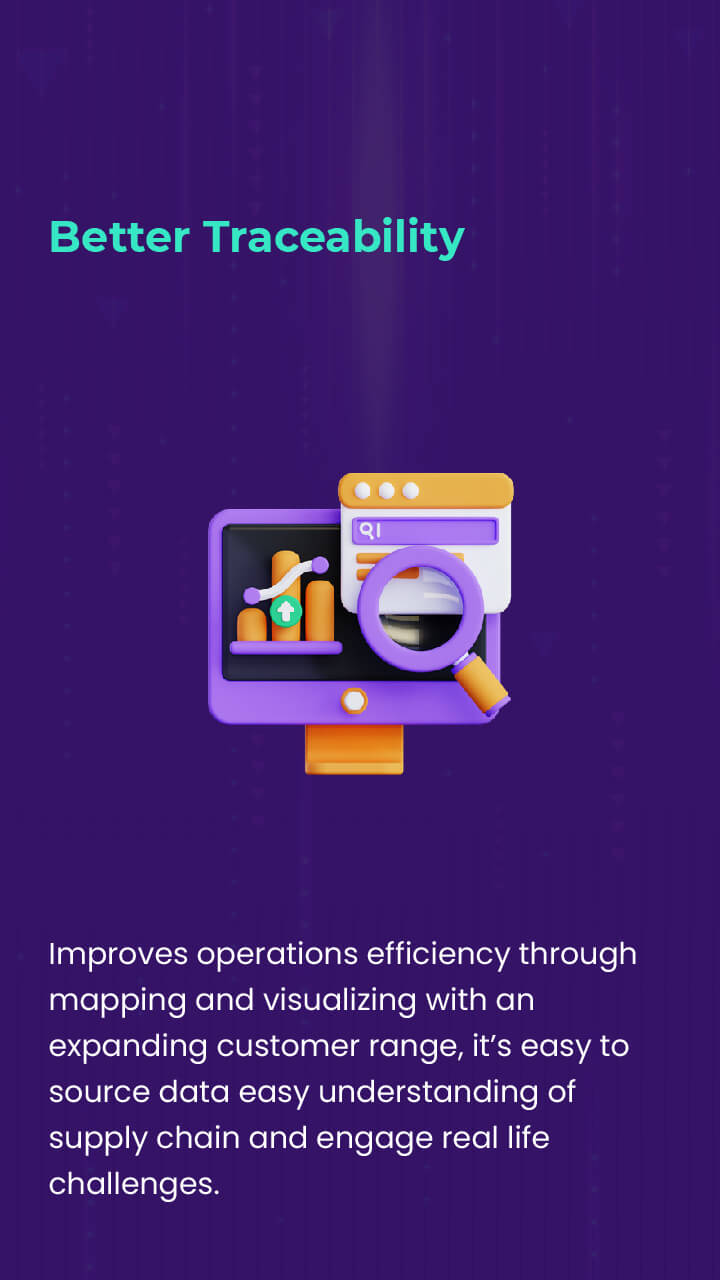 Better Traceability
Improves operations efficiency through
mapping and visualizing with an
expanding customer range, it’s easy to
source data easy understanding of
supply chain and engage real life
challenges.